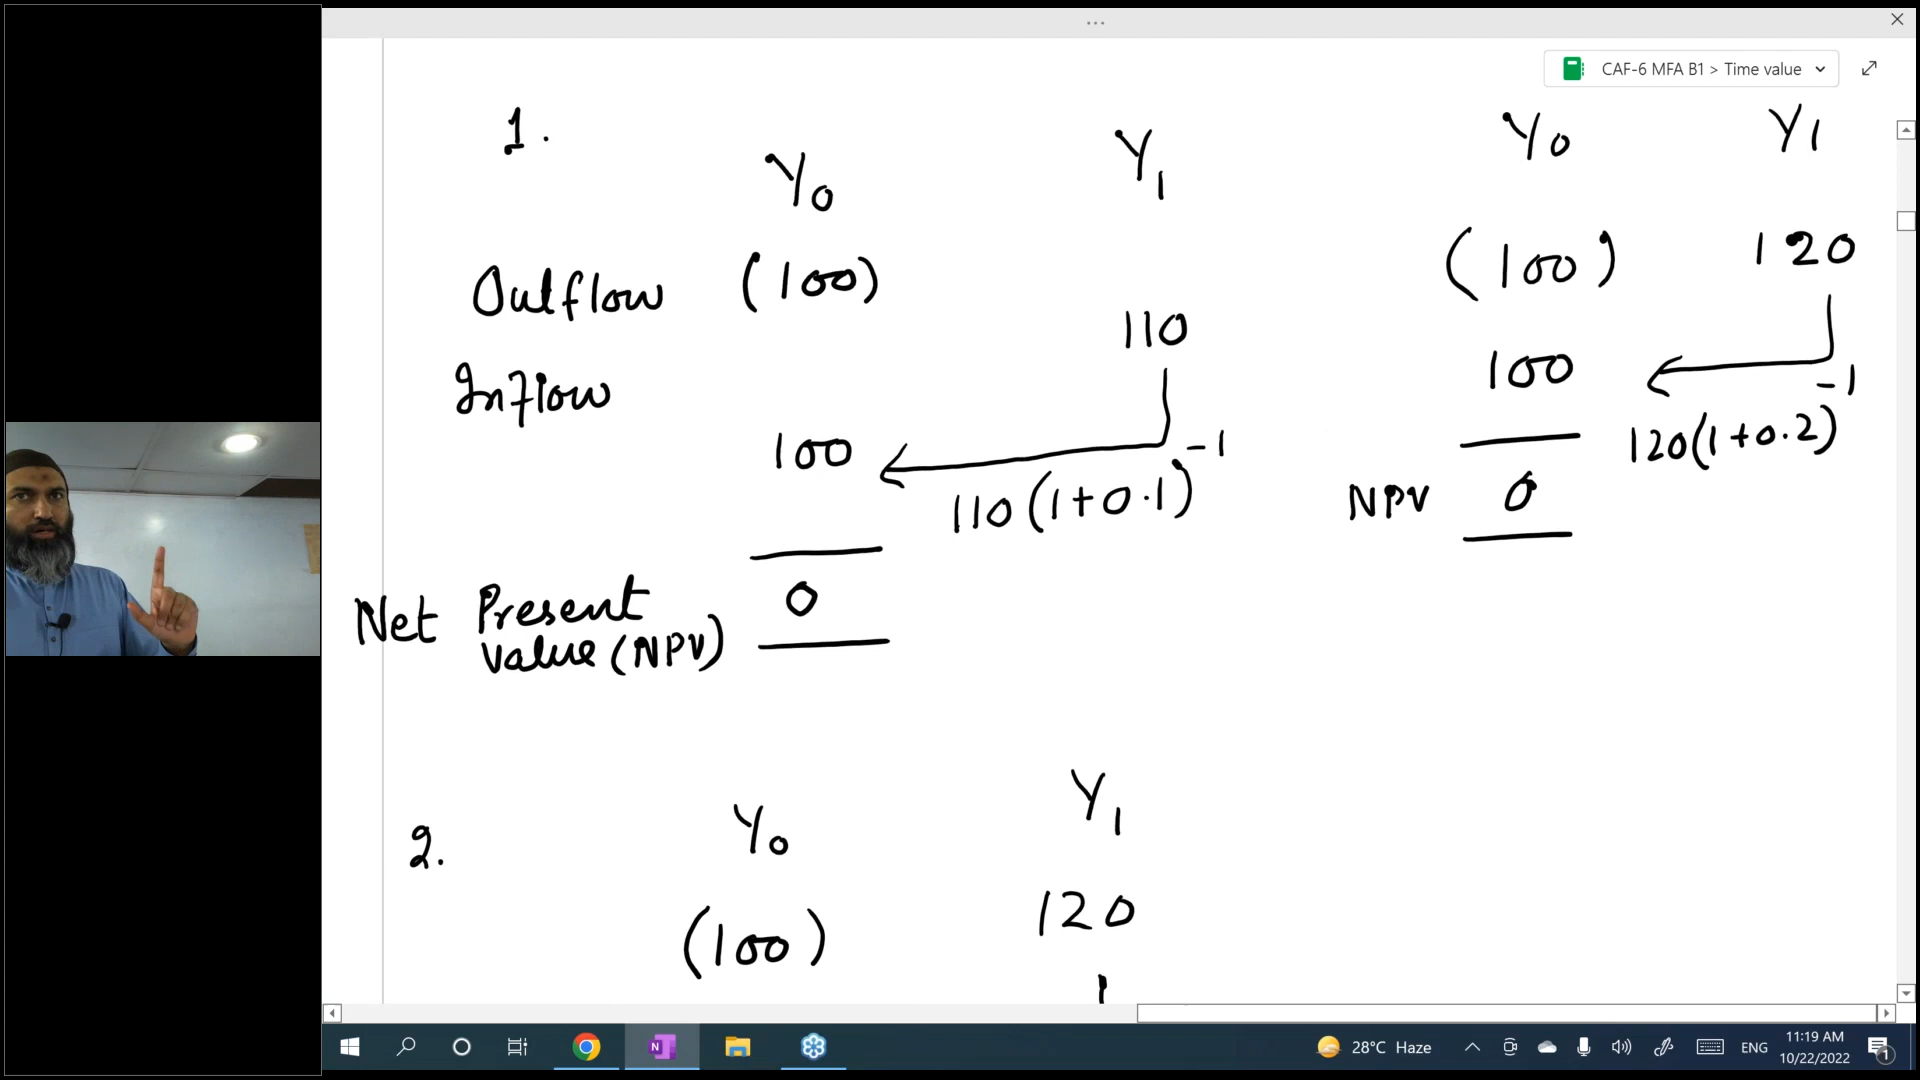 CAF-6 MFA B1 > Time value
1.
Y0 Y1
Outflow (100)
110
Inflow
100
110(1+0.1)-1
Net Present
Value (NPV)
0
Y0 Y1
(100) 120
100
120(1+0.2)-1
NPV 0
2.
Y0 Y1
(100) 120
28°C Haze
ENG
11:19 AM
10/22/2022
1